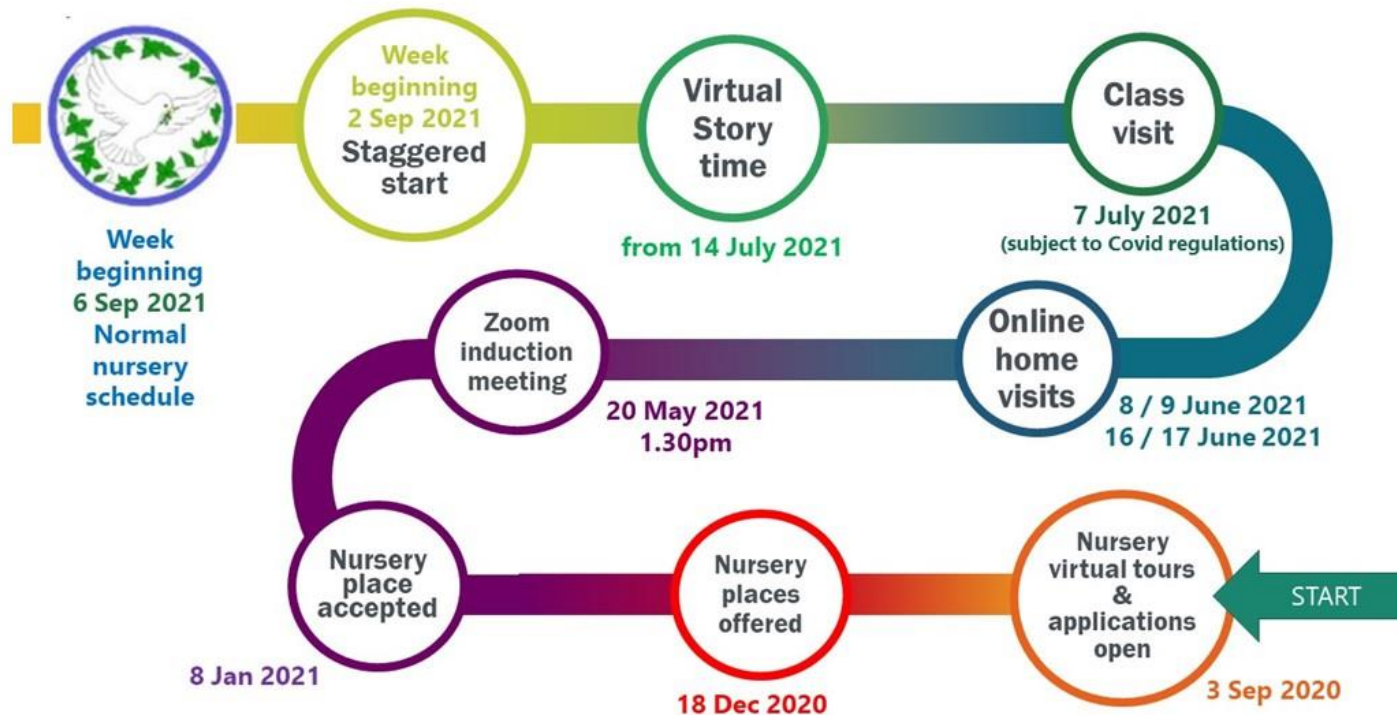 Week
beginning
2 Sep 2021
Staggered
start
Virtual
Story
time
from 14 July 2021
Class
visit
7 July 2021
(subject to Covid regulations)
Week
beginning
6 Sep 2021
Normal
nursery
schedule
Zoom
induction
meeting
20 May 2021
1.30pm
Online
home
visits
8 / 9 June 2021
16 / 17 June 2021
Nursery
place
accepted
8 Jan 2021
Nursery
places
offered
18 Dec 2020
Nursery
virtual tours
&
applications
open
3 Sep 2020
START